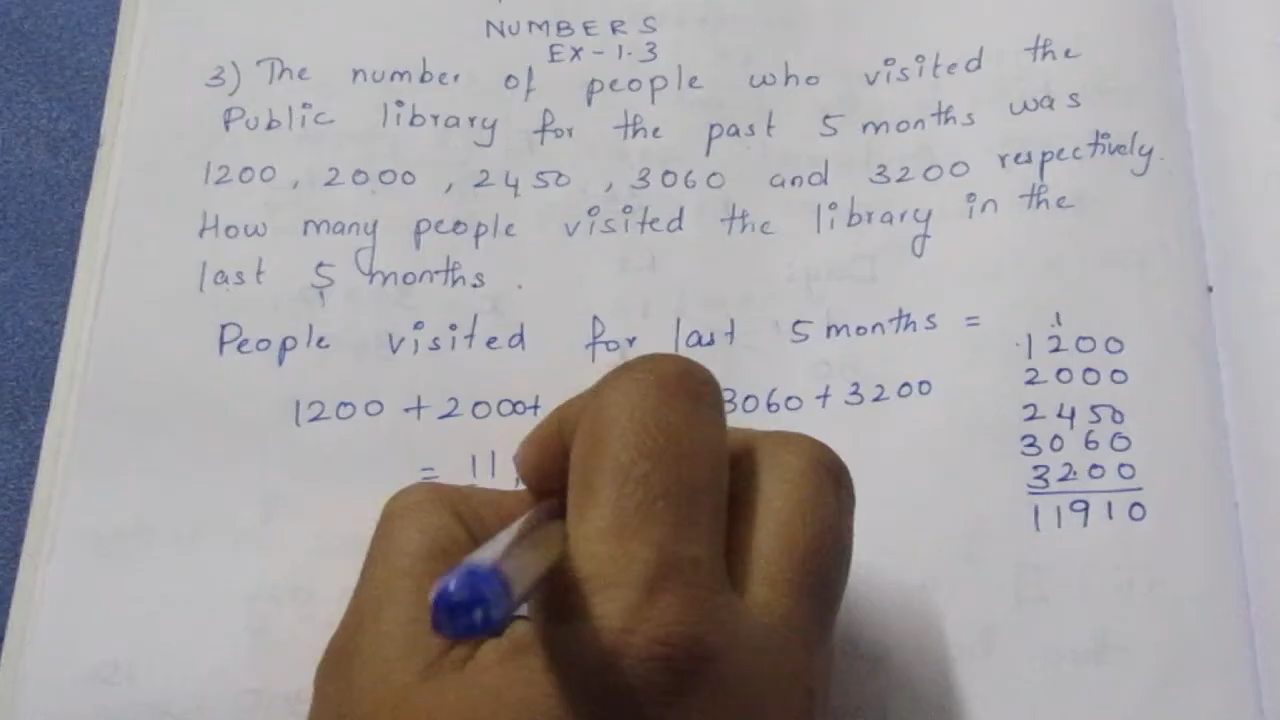 NUMBERS
EX-1.3
3) The number of people who visited the
Public library for the past 5 months was
1200, 2000, 2450, 3060 and 3200 respectively.
How many people visited the library in the
last 5 months.
People visited for last 5 months =
1200 + 2000+ 3060 + 3200
= 11,
1
1200
2000
2450
3060
3200
11910